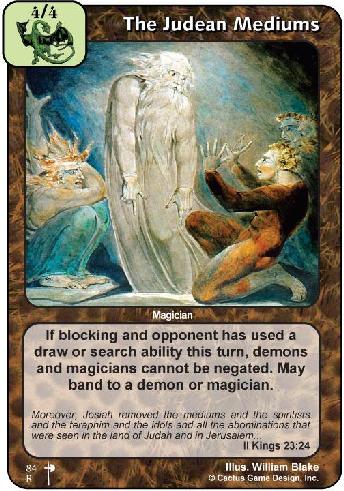 4/4
The Judean Mediums
Magician
If blocking and opponent has used a
draw or search ability this turn, demons
and magicians cannot be negated. May
band to a demon or magician.
Moreover, Josiah removed the mediums and the spiritists
and the teraphim and the idols and all the abominations that
were seen in the land of Judah and in Jerusalem...
II Kings 23:24
84
R
Illus. William Blake
© Cactus Game Design, Inc.